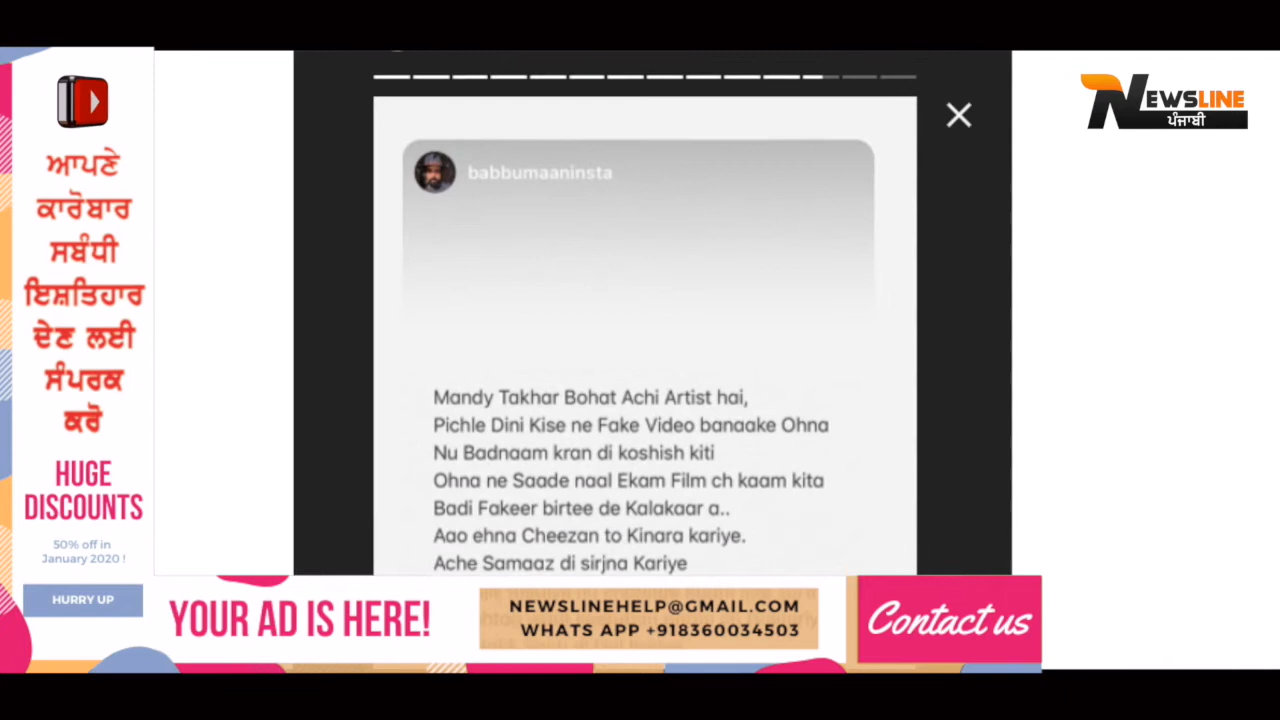 ਆਪਣੇ
ਕਾਰੋਬਾਰ
ਸਬੰਧੀ
ਇਸ਼ਤਿਹਾਰ
ਦੇਣ ਲਈ
ਸੰਪਰਕ
ਕਰੋ
HUGE
DISCOUNTS
50% off in
January 2020 !
HURRY UP
babbumaaninsta
Mandy Takhar Bohat Achi Artist hai,
Pichle Dini Kise ne Fake Video banaake Ohna
Nu Badnaam kran di koshish kiti
Ohna ne Saade naal Ekam Film ch kaam kita
Badi Fakeer birtee de Kalakaar a..
Aao ehna Cheezan to Kinara kariye.
Ache Samaaz di sirjna Kariye
NEWSLINE
ਪੰਜਾਬੀ
YOUR AD IS HERE!
NEWSLINEHELP@GMAIL.COM
WHATS APP +918360034503
Contact us